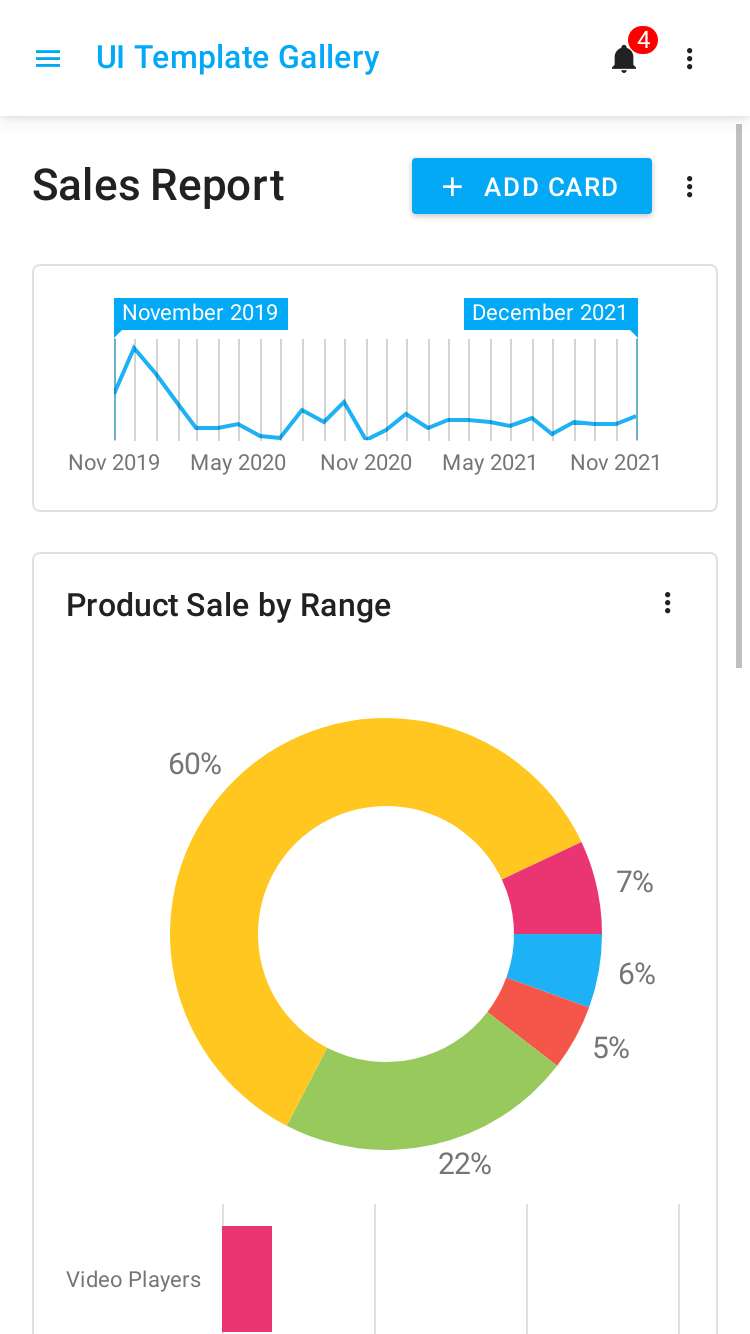 UI Template Gallery
4
Sales Report
+ ADD CARD
November 2019
December 2021
Nov 2019 May 2020 Nov 2020 May 2021 Nov 2021
Product Sale by Range
60%
7%
6%
5%
22%
Video Players